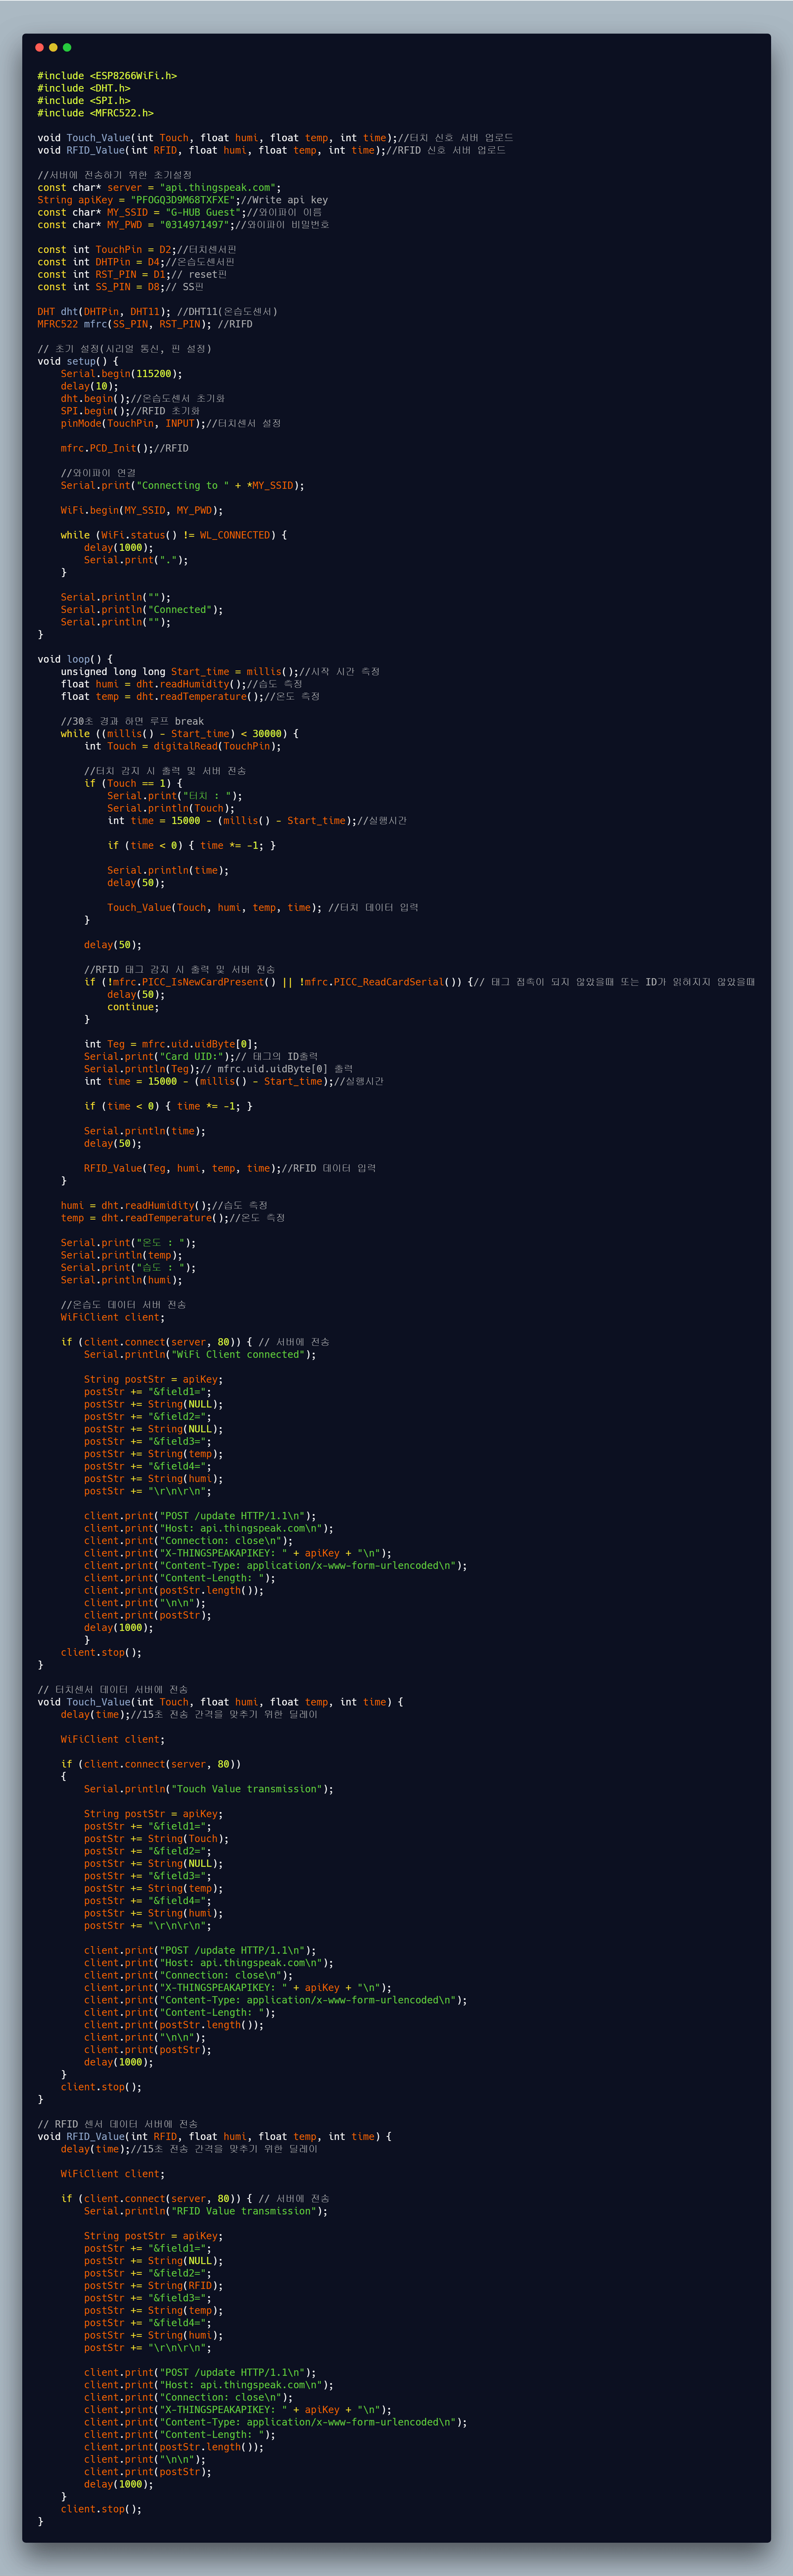 #include <ESP8266WiFi.h>
#include <DHT.h>
#include <SPI.h>
#include <MFRC522.h>

void Touch_Value(int Touch, float humi, float temp, int time);//터치 신호 서버 업로드
void RFID_Value(int RFID, float humi, float temp, int time);//RFID 신호 서버 업로드

//서버에 전송하기 위한 초기설정
const char* server = "api.thingspeak.com";
String apiKey = "PFOGQ3D9M68TXFXE";//Write api key
const char* MY_SSID = "G-HUB Guest";//와이파이 이름
const char* MY_PWD = "0314971497";//와이파이 비밀번호

const int TouchPin = D2;//터치센서핀
const int DHTPin = D4;//온습도센서핀
const int RST_PIN = D1;// reset핀
const int SS_PIN = D8;// SS핀

DHT dht(DHTPin, DHT11); //DHT11(온습도센서)
MFRC522 mfrc(SS_PIN, RST_PIN); //RIFD

// 초기 설정(시리얼 통신, 핀 설정)
void setup() {
    Serial.begin(115200);
    delay(10);
    dht.begin();//온습도센서 초기화
    SPI.begin();//RFID 초기화
    pinMode(TouchPin, INPUT);//터치센서 설정

    mfrc.PCD_Init();//RFID

    //와이파이 연결
    Serial.print("Connecting to " + *MY_SSID);

    WiFi.begin(MY_SSID, MY_PWD);

    while (WiFi.status() != WL_CONNECTED) {
        delay(1000);
        Serial.print(".");
    }

    Serial.println("");
    Serial.println("Connected");
    Serial.println("");
}

void loop() {
    unsigned long long Start_time = millis();//시작 시간 측정
    float humi = dht.readHumidity();//습도 측정
    float temp = dht.readTemperature();//온도 측정

    //30초 경과 하면 루프 break
    while ((millis() - Start_time) < 30000) {
        int Touch = digitalRead(TouchPin);

        //터치 감지 시 출력 및 서버 전송
        if (Touch == 1) {
            Serial.print("터치 : ");
            Serial.println(Touch);
            int time = 15000 - (millis() - Start_time);//실행시간

            if (time < 0) { time *= -1; }

            Serial.println(time);
            delay(50);

            Touch_Value(Touch, humi, temp, time); //터치 데이터 입력
        }

        delay(50);

        //RFID 태그 감지 시 출력 및 서버 전송
        if (!mfrc.PICC_IsNewCardPresent() || !mfrc.PICC_ReadCardSerial()) {// 태그 접촉이 되지 않았을때 또는 ID가 읽혀지지 않았을때
            delay(50);
            continue;
        }

        int Teg = mfrc.uid.uidByte[0];
        Serial.print("Card UID:");// 태그의 ID출력
        Serial.println(Teg);// mfrc.uid.uidByte[0] 출력
        int time = 15000 - (millis() - Start_time);//실행시간

        if (time < 0) { time *= -1; }

        Serial.println(time);
        delay(50);

        RFID_Value(Teg, humi, temp, time);//RFID 데이터 입력
    }

    humi = dht.readHumidity();//습도 측정
    temp = dht.readTemperature();//온도 측정

    Serial.print("온도 : ");
    Serial.println(temp);
    Serial.print("습도 : ");
    Serial.println(humi);

    //온습도 데이터 서버 전송
    WiFiClient client;

    if (client.connect(server, 80)) { // 서버에 전송
        Serial.println("WiFi Client connected");

        String postStr = apiKey;
        postStr += "&field1=";
        postStr += String(NULL);
        postStr += "&field2=";
        postStr += String(NULL);
        postStr += "&field3=";
        postStr += String(temp);
        postStr += "&field4=";
        postStr += String(humi);
        postStr += "\r\n\r\n";

        client.print("POST /update HTTP/1.1\n");
        client.print("Host: api.thingspeak.com\n");
        client.print("Connection: close\n");
        client.print("X-THINGSPEAKAPIKEY: " + apiKey + "\n");
        client.print("Content-Type: application/x-www-form-urlencoded\n");
        client.print("Content-Length: ");
        client.print(postStr.length());
        client.print("\n\n");
        client.print(postStr);
        delay(1000);
        }
    client.stop();
}

// 터치센서 데이터 서버에 전송
void Touch_Value(int Touch, float humi, float temp, int time) {
    delay(time);//15초 전송 간격을 맞추기 위한 딜레이

    WiFiClient client;

    if (client.connect(server, 80))
    {
        Serial.println("Touch Value transmission");

        String postStr = apiKey;
        postStr += "&field1=";
        postStr += String(Touch);
        postStr += "&field2=";
        postStr += String(NULL);
        postStr += "&field3=";
        postStr += String(temp);
        postStr += "&field4=";
        postStr += String(humi);
        postStr += "\r\n\r\n";

        client.print("POST /update HTTP/1.1\n");
        client.print("Host: api.thingspeak.com\n");
        client.print("Connection: close\n");
        client.print("X-THINGSPEAKAPIKEY: " + apiKey + "\n");
        client.print("Content-Type: application/x-www-form-urlencoded\n");
        client.print("Content-Length: ");
        client.print(postStr.length());
        client.print("\n\n");
        client.print(postStr);
        delay(1000);
    }
    client.stop();
}

// RFID 센서 데이터 서버에 전송
void RFID_Value(int RFID, float humi, float temp, int time) {
    delay(time);//15초 전송 간격을 맞추기 위한 딜레이

    WiFiClient client;

    if (client.connect(server, 80)) { // 서버에 전송
        Serial.println("RFID Value transmission");

        String postStr = apiKey;
        postStr += "&field1=";
        postStr += String(NULL);
        postStr += "&field2=";
        postStr += String(RFID);
        postStr += "&field3=";
        postStr += String(temp);
        postStr += "&field4=";
        postStr += String(humi);
        postStr += "\r\n\r\n";

        client.print("POST /update HTTP/1.1\n");
        client.print("Host: api.thingspeak.com\n");
        client.print("Connection: close\n");
        client.print("X-THINGSPEAKAPIKEY: " + apiKey + "\n");
        client.print("Content-Type: application/x-www-form-urlencoded\n");
        client.print("Content-Length: ");
        client.print(postStr.length());
        client.print("\n\n");
        client.print(postStr);
        delay(1000);
    }
    client.stop();
}